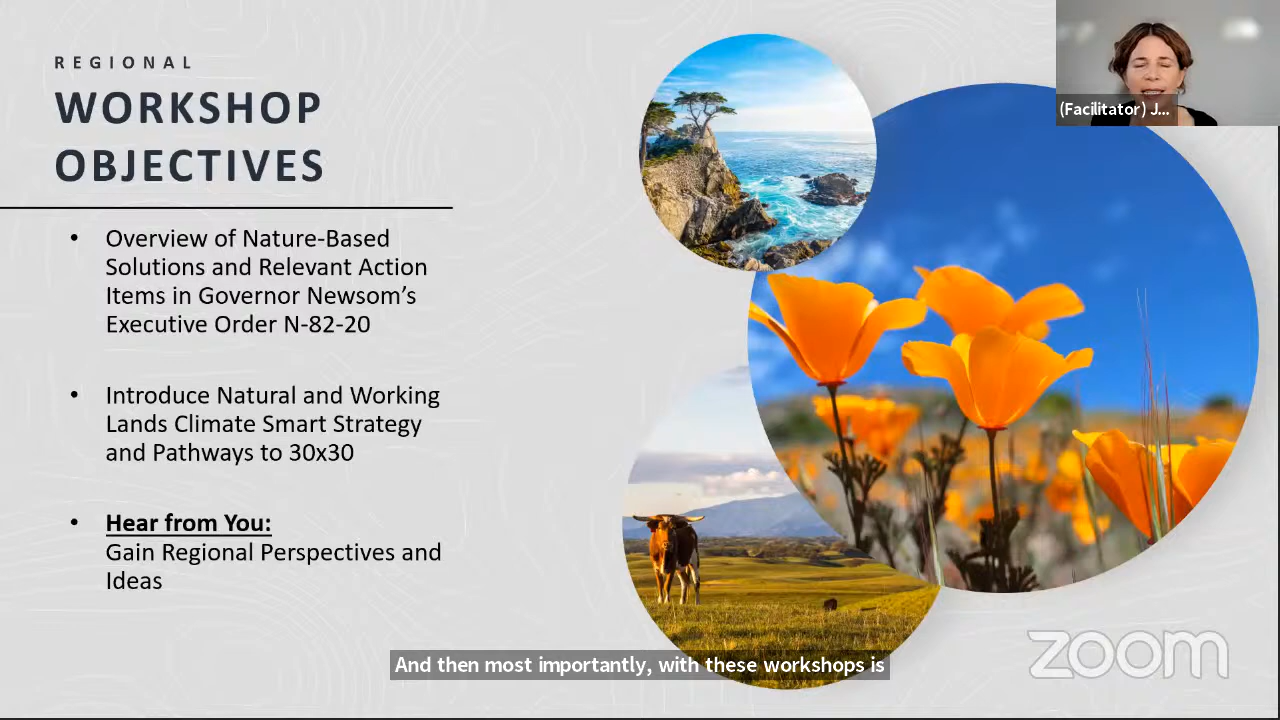 REGIONAL
WORKSHOP
OBJECTIVES
• Overview of Nature-Based
Solutions and Relevant Action
Items in Governor Newsom’s
Executive Order N-82-20
• Introduce Natural and Working
Lands Climate Smart Strategy
and Pathways to 30x30
• Hear from You:
Gain Regional Perspectives and
Ideas
(Facilitator) J...
And then most importantly, with these workshops is
zoom